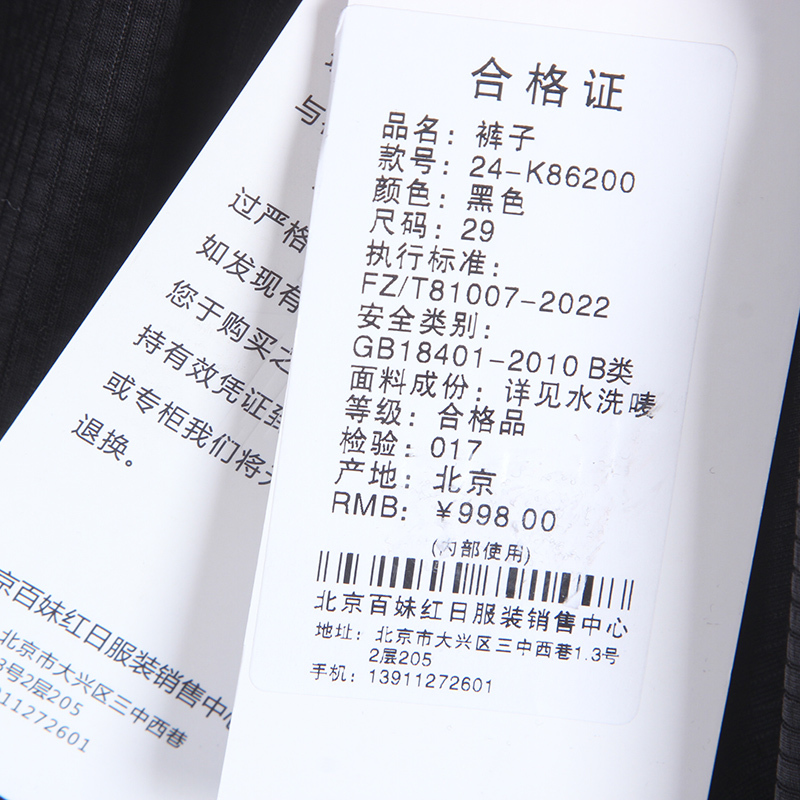 合格证
品名：裤子
款号：24-K86200
颜色：黑色
尺码：29
执行标准：
FZ/T81007-2022
安全类别：
GB18401-2010 B类
面料成份：详见水洗唛
等级：合格品
检验：017
产地：北京
RMB：¥998.00
(内部使用)
北京百妹红日服装销售中心
地址：北京市大兴区三中西巷1.3号
2层205
手机：13911272601
与
过严格
如发现有
您于购买之
持有效凭证到
或专柜我们将
退换。
京百妹红日服装销售中心
北京市大兴区三中西巷
3号2层205
911272601